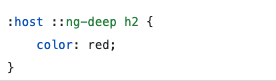 :host ::ng-deep h2 {
    color: red;
}